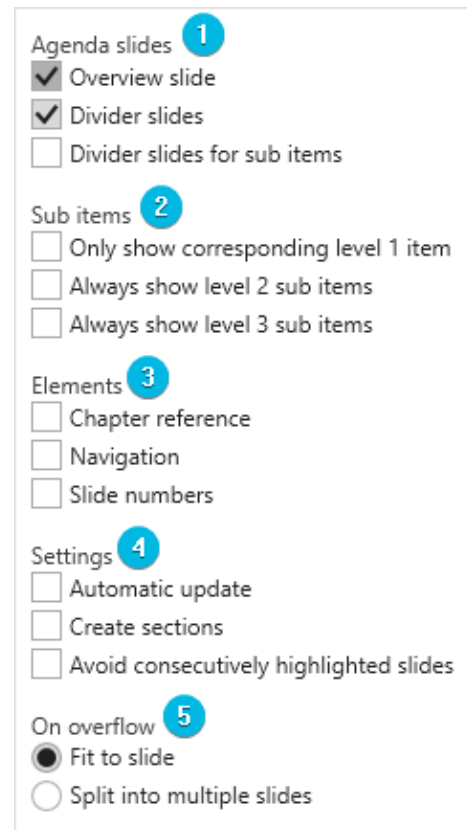 Agenda slides 1
Overview slide
Divider slides
Divider slides for sub items
Sub items 2
Only show corresponding level 1 item
Always show level 2 sub items
Always show level 3 sub items
Elements 3
Chapter reference
Navigation
Slide numbers
Settings 4
Automatic update
Create sections
Avoid consecutively highlighted slides
On overflow 5
Fit to slide
Split into multiple slides